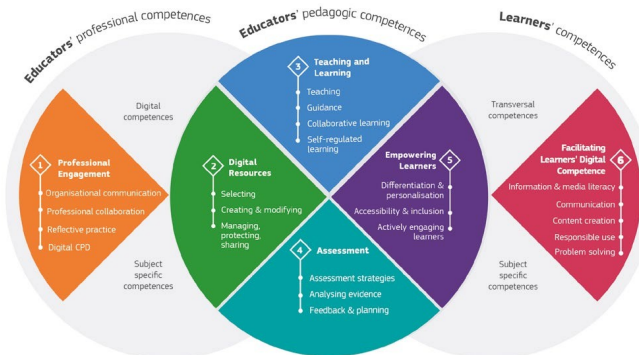 Educators' professional competences
Educators' pedagogic competences
Learners' competences
Digital
competences
Transversal
competences
Subject
specific
competences
Subject
specific
competences
1
Professional
Engagement
Organisational communication
Professional collaboration
Reflective practice
Digital CPD
2
Digital
Resources
Selecting
Creating & modifying
Managing,
protecting,
sharing
3
Teaching and
Learning
Teaching
Guidance
Collaborative learning
Self-regulated
learning
4
Assessment
Assessment strategies
Analysing evidence
Feedback & planning
Empowering
Learners
5
Differentiation &
personalisation
Accessibility & inclusion
Actively engaging
learners
Facilitating
Learners' Digital
Competence
6
Information & media literacy
Communication
Content creation
Responsible use
Problem solving